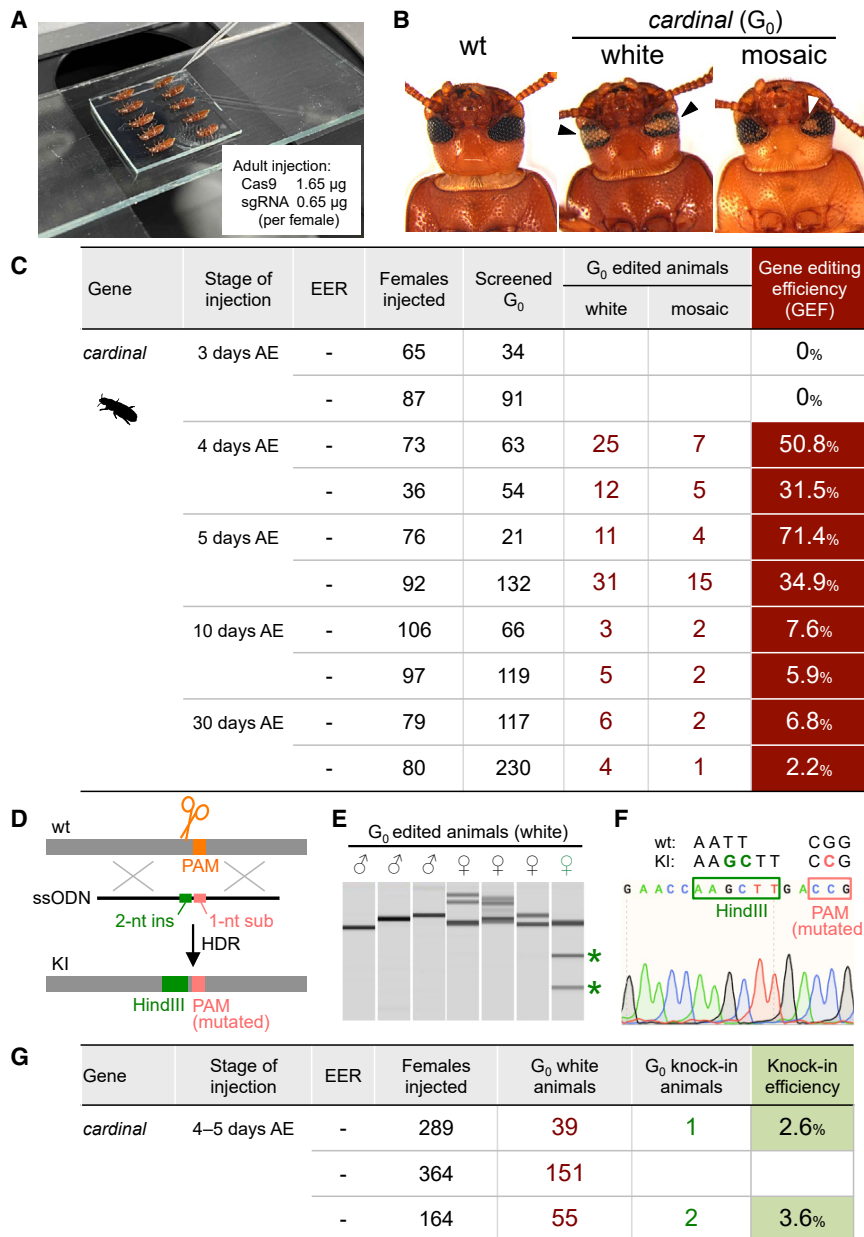 A
Adult injection:
Cas9 1.65 µg
sgRNA 0.65 µg
(per female)
B
cardinal (G0)
wt white mosaic
C
Gene Stage of injection EER Females injected Screened G0 G0 edited animals Gene editing efficiency (GEF)
white mosaic
cardinal 3 days AE - 65 34 0%
- 87 91 0%
4 days AE - 73 63 25 7 50.8%
- 36 54 12 5 31.5%
5 days AE - 76 21 11 4 71.4%
- 92 132 31 15 34.9%
10 days AE - 106 66 3 2 7.6%
- 97 119 5 2 5.9%
30 days AE - 79 117 6 2 6.8%
- 80 230 4 1 2.2%
D
wt
PAM
ssODN
2-nt ins 1-nt sub
HDR
KI
HindIII PAM
(mutated)
E
G0 edited animals (white)
♂ ♂ ♂ ♀ ♀ ♀ ♀
*
*
F
wt: AATT CGG
KI: AAGCTT CCG
GAACCAAGCTTGACCG
HindIII PAM
(mutated)
G
Gene Stage of injection EER Females injected G0 white animals G0 knock-in animals Knock-in efficiency
cardinal 4–5 days AE - 289 39 1 2.6%
- 364 151
- 164 55 2 3.6%